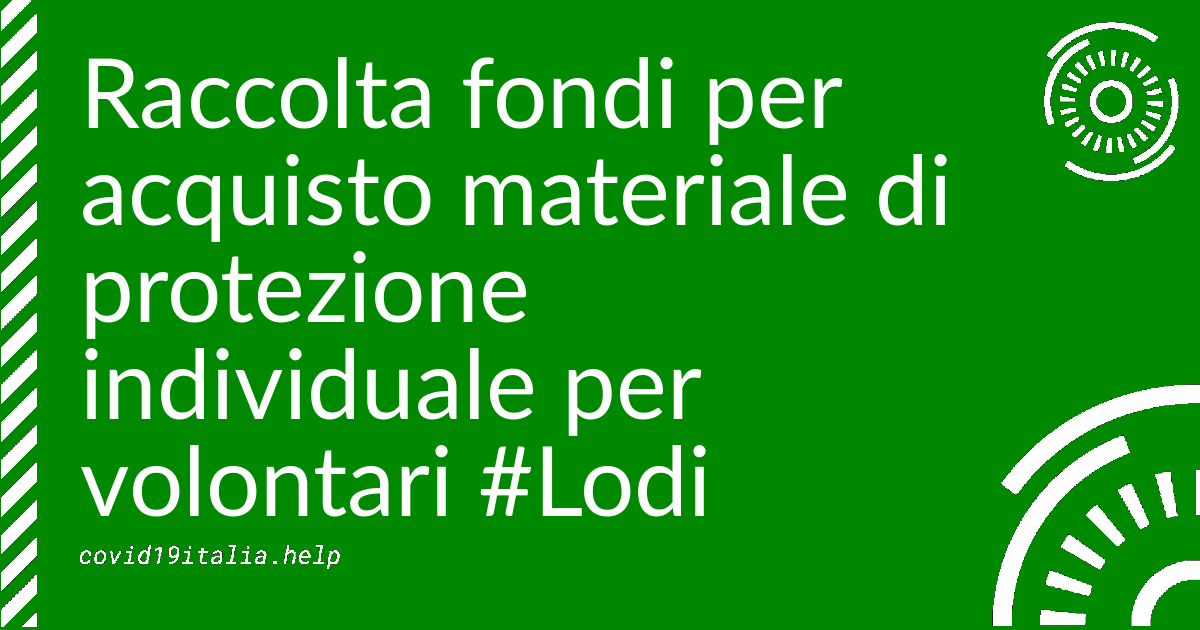 Raccolta fondi per
acquisto materiale di
protezione
individuale per
volontari #Lodi
covid19italia.help